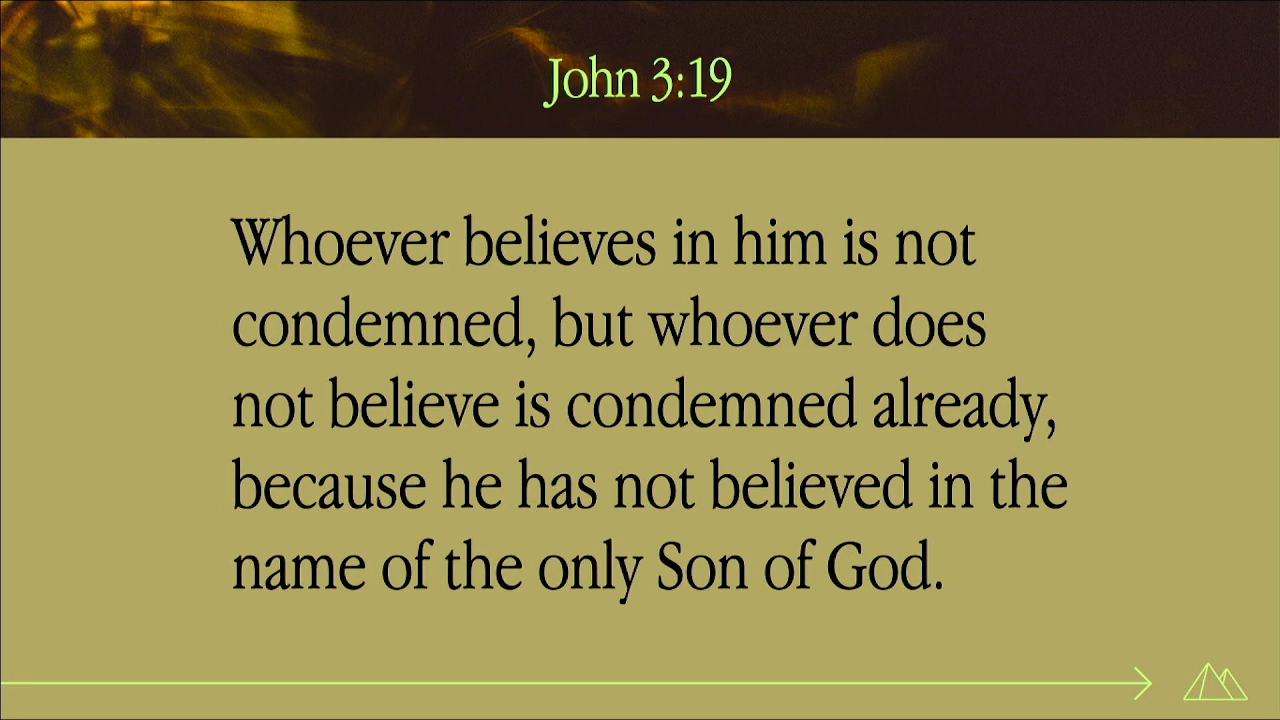 John 3:19
Whoever believes in him is not
condemned, but whoever does
not believe is condemned already,
because he has not believed in the
name of the only Son of God.